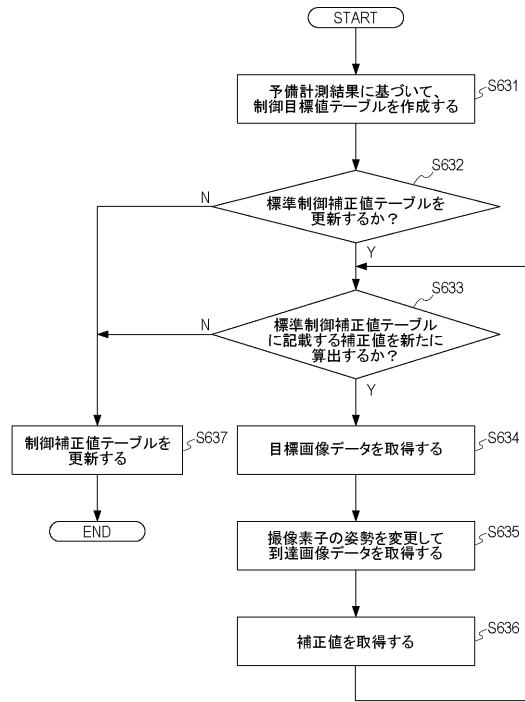 START
予備計測結果に基づいて、
制御目標値テーブルを作成する
S631
S632
標準制御補正値テーブルを
更新するか？
N
Y
S633
標準制御補正値テーブル
に記載する補正値を新たに
算出するか？
N
Y
制御補正値テーブルを
更新する
S637
END
目標画像データを取得する
S634
撮像素子の姿勢を変更して
到達画像データを取得する
S635
補正値を取得する
S636